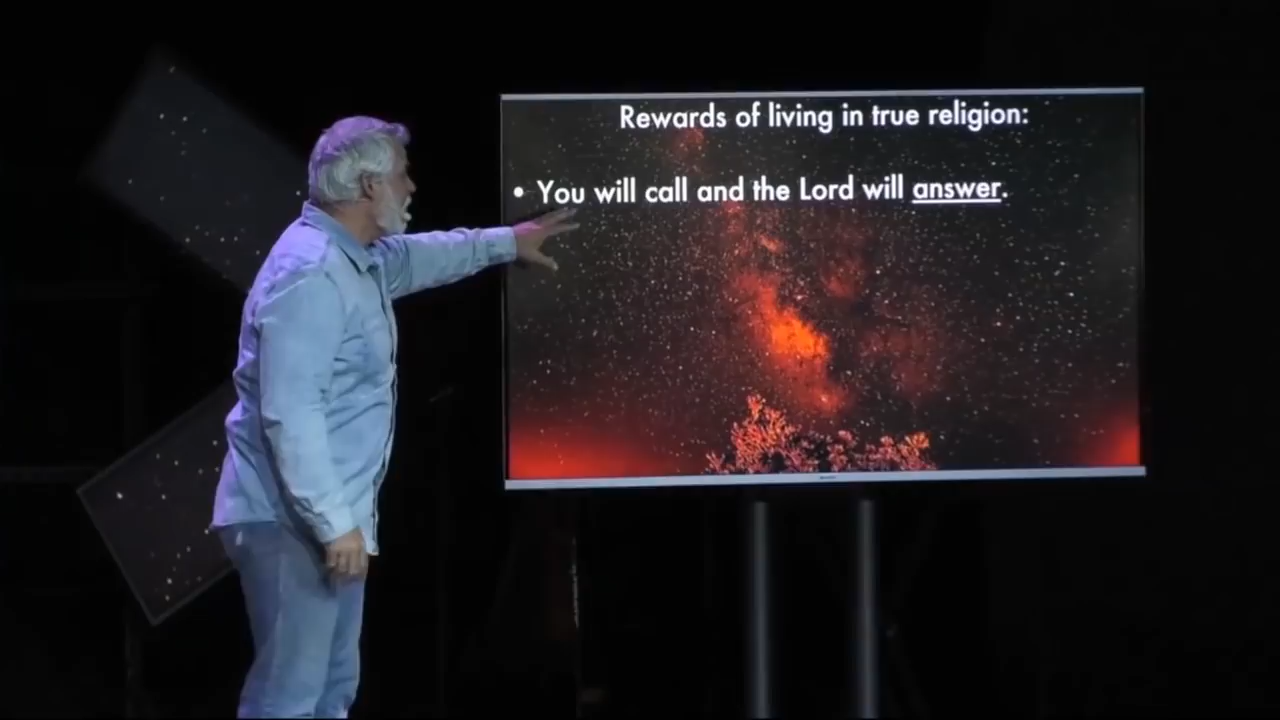 Rewards of living in true religion:
• You will call and the Lord will answer.